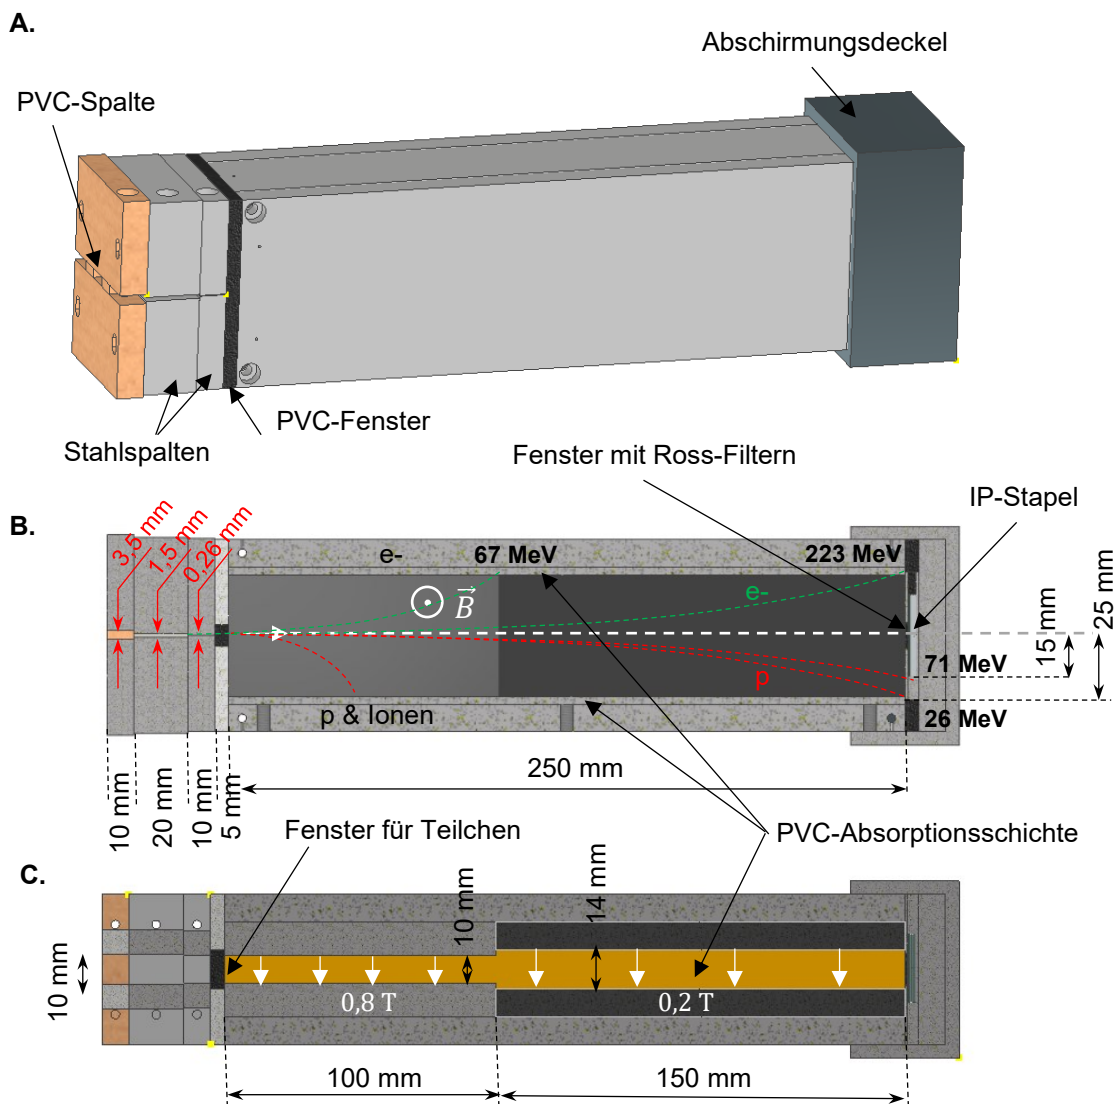 A.
Abschirmungsdeckel
PVC-Spalte
PVC-Fenster
Stahlspalten
Fenster mit Ross-Filtern
IP-Stapel
B.
3,5 mm
1,5 mm
0,26 mm
e-
67 MeV
223 MeV
e-
B
15 mm
25 mm
71 MeV
p
p & Ionen
26 MeV
250 mm
10 mm
20 mm
10 mm
5 mm
Fenster für Teilchen
PVC-Absorptionsschichte
C.
10 mm
10 mm
14 mm
0,8 T
0,2 T
100 mm
150 mm